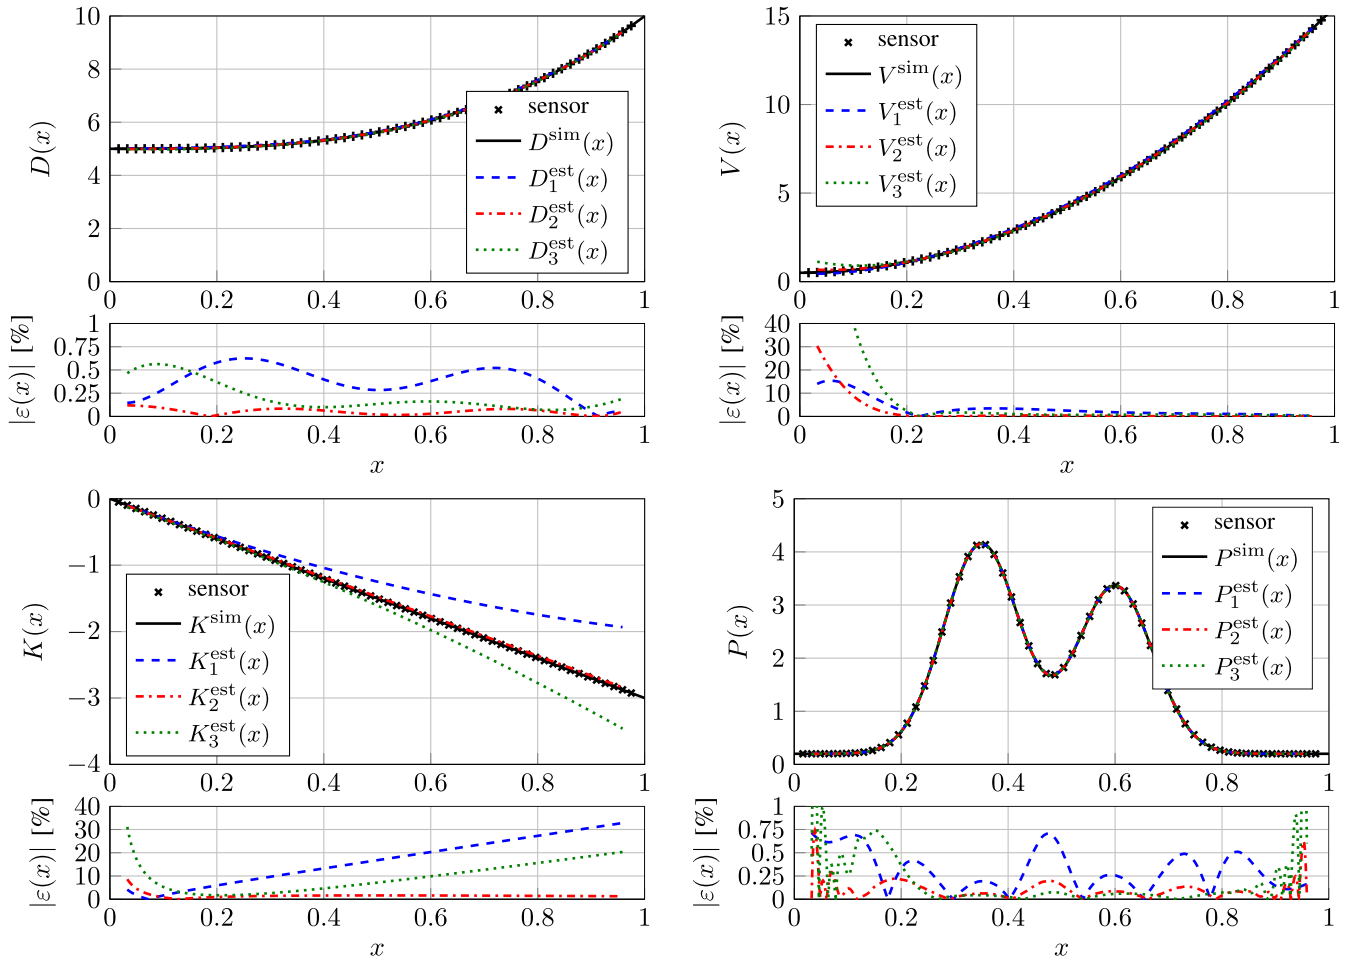 10
8
6
4
2
0
D(x)
sensor
D^sim(x)
D_1^est(x)
D_2^est(x)
D_3^est(x)
0 0.2 0.4 0.6 0.8 1
1
0.75
0.5
0.25
0
|ε(x)| [%]
0 0.2 0.4 0.6 0.8 1
x
15
10
5
0
V(x)
sensor
V^sim(x)
V_1^est(x)
V_2^est(x)
V_3^est(x)
0 0.2 0.4 0.6 0.8 1
40
30
20
10
0
|ε(x)| [%]
0 0.2 0.4 0.6 0.8 1
x
0
−1
−2
−3
−4
K(x)
sensor
K^sim(x)
K_1^est(x)
K_2^est(x)
K_3^est(x)
0 0.2 0.4 0.6 0.8 1
40
30
20
10
0
|ε(x)| [%]
0 0.2 0.4 0.6 0.8 1
x
5
4
3
2
1
0
P(x)
sensor
P^sim(x)
P_1^est(x)
P_2^est(x)
P_3^est(x)
0 0.2 0.4 0.6 0.8 1
1
0.75
0.5
0.25
0
|ε(x)| [%]
0 0.2 0.4 0.6 0.8 1
x